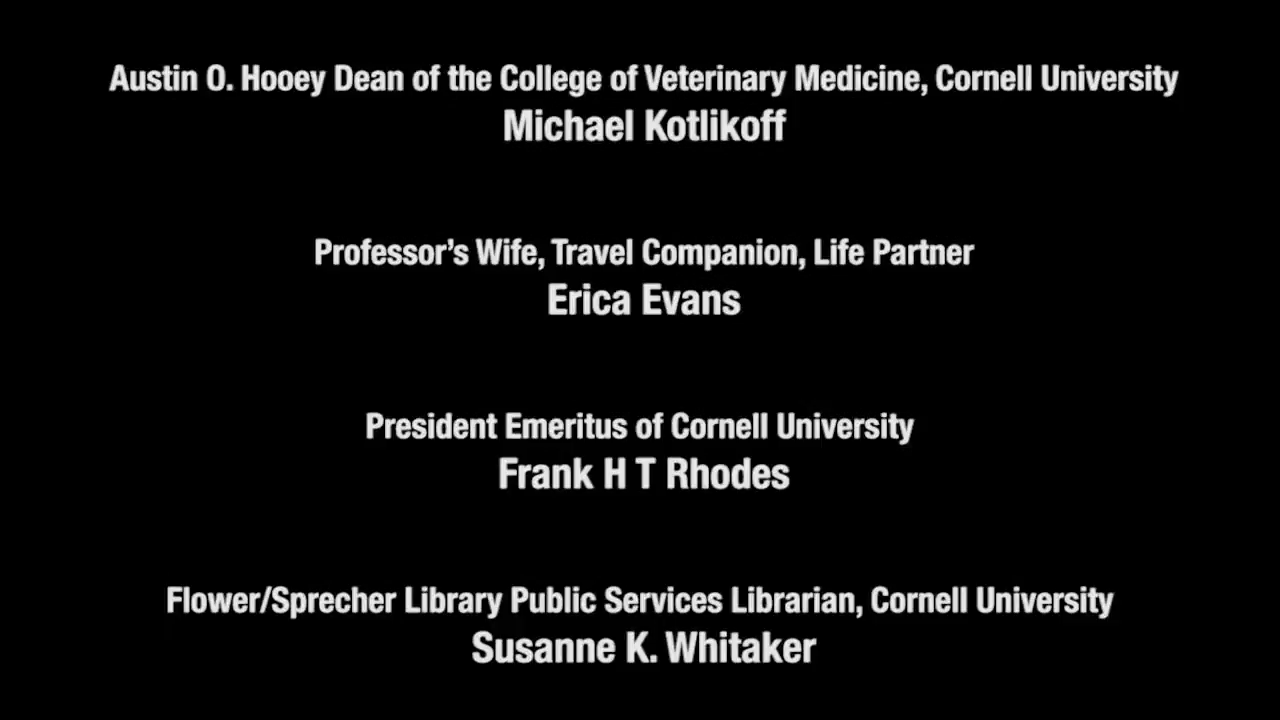 Austin O. Hooey Dean of the College of Veterinary Medicine, Cornell University
Michael Kotlikoff
Professor’s Wife, Travel Companion, Life Partner
Erica Evans
President Emeritus of Cornell University
Frank H T Rhodes
Flower/Sprecher Library Public Services Librarian, Cornell University
Susanne K. Whitaker